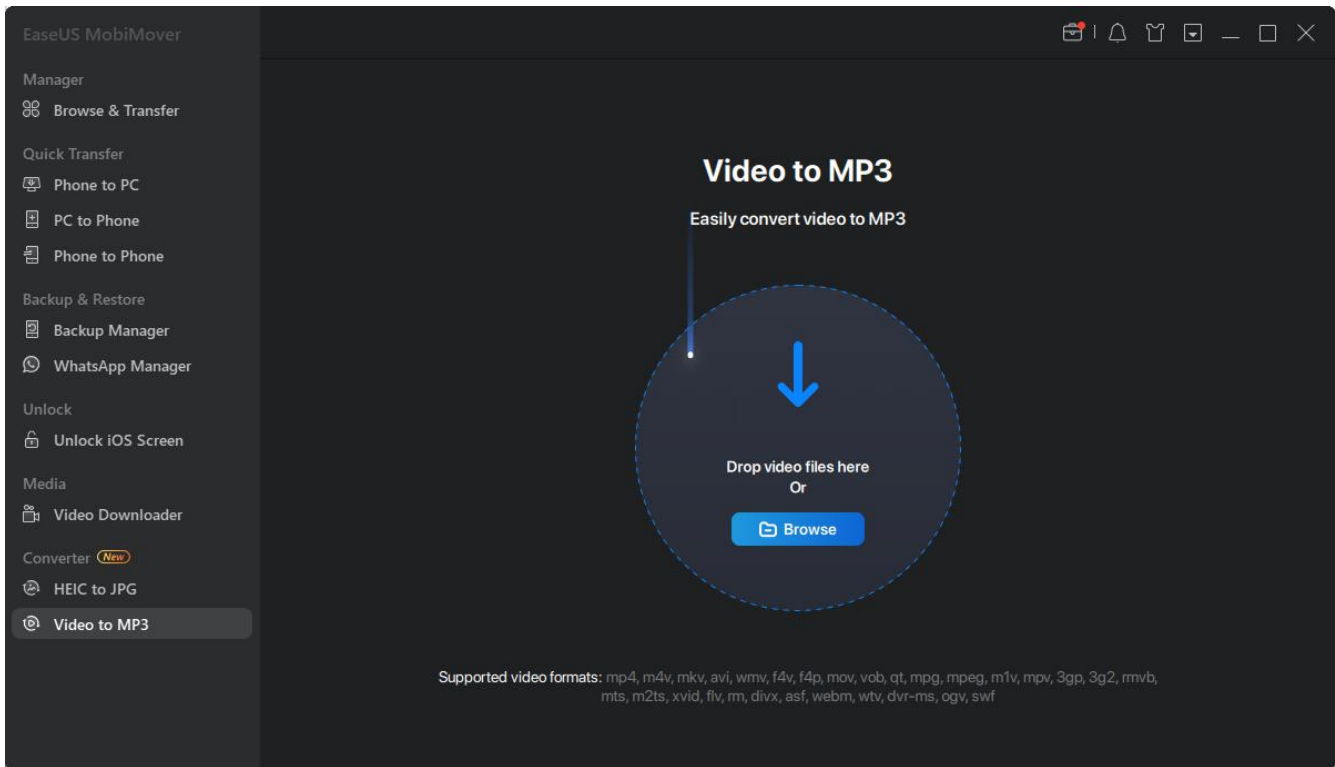 EaseUS MobiMover
Manager
Browse & Transfer
Quick Transfer
Phone to PC
PC to Phone
Phone to Phone
Backup & Restore
Backup Manager
WhatsApp Manager
Unlock
Unlock iOS Screen
Media
Video Downloader
Converter New
HEIC to JPG
Video to MP3
Video to MP3
Easily convert video to MP3
Drop video files here
Or
Browse
Supported video formats: mp4, m4v, mkv, avi, wmv, f4v, f4p, mov, vob, qt, mpg, mpeg, m1v, mpv, 3gp, 3g2, rmvb,
mts, m2ts, xvid, flv, rm, divx, asf, webm, wtv, dvr-ms, ogv, swf